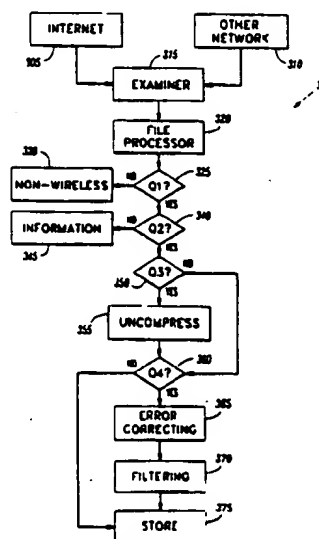 INTERNET
305
OTHER
NETWORK
310
315
EXAMINER
320
FILE
PROCESSOR
330
NON-WIRELESS
NO
Q1?
325
YES
INFORMATION
345
NO
Q2?
340
YES
Q3?
350
NO
YES
355
UNCOMPRESS
NO
Q4?
YES
ERROR
CORRECTING
365
FILTERING
370
STORE
375